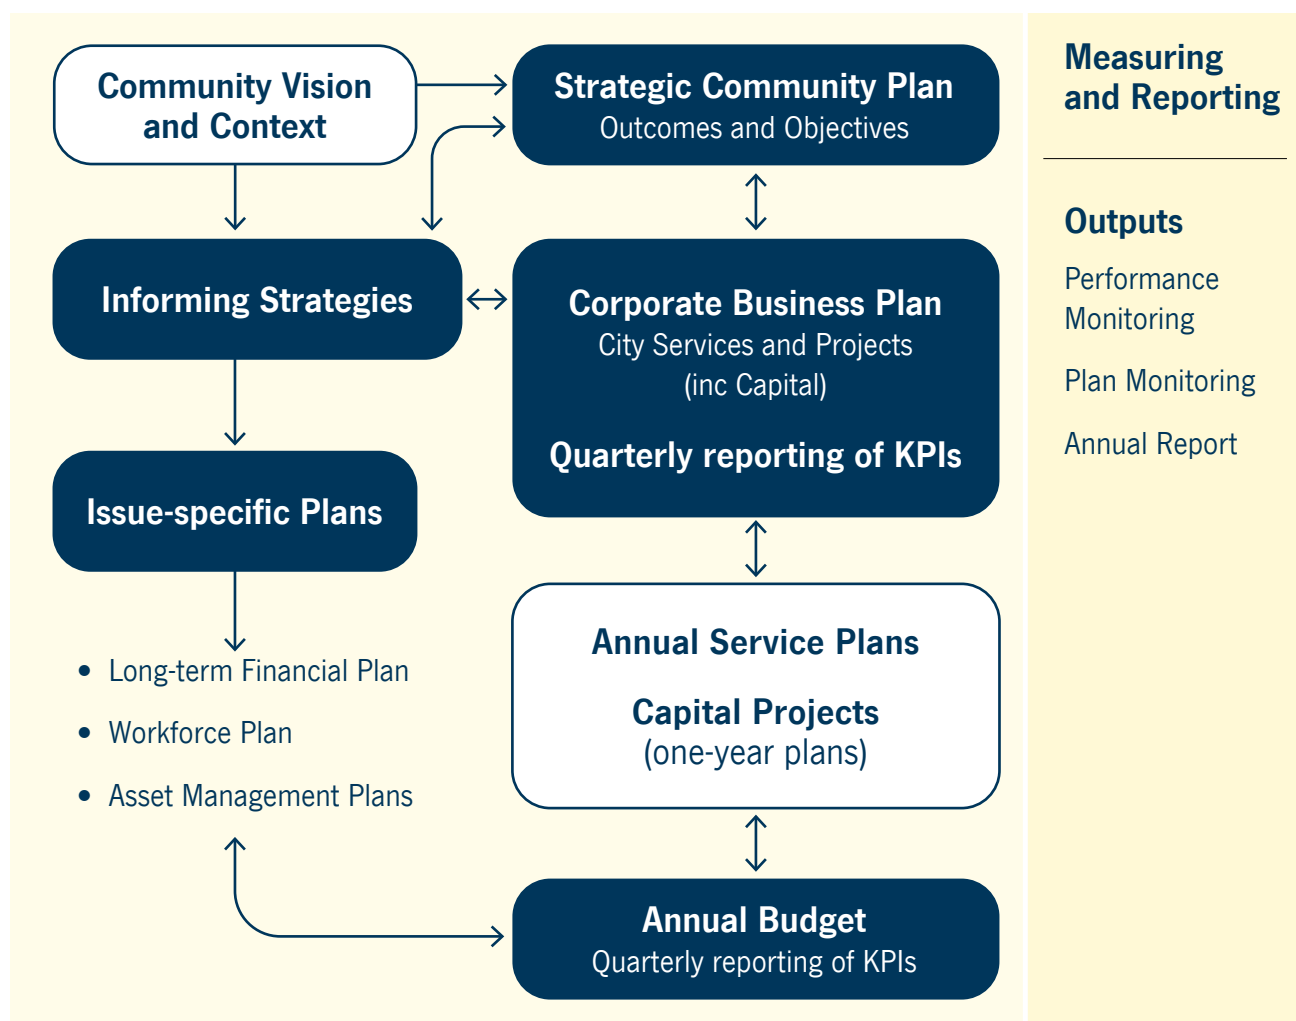 Community Vision
and Context
Strategic Community Plan
Outcomes and Objectives
Informing Strategies
Corporate Business Plan
City Services and Projects
(inc Capital)
Quarterly reporting of KPIs
Issue-specific Plans
• Long-term Financial Plan
• Workforce Plan
• Asset Management Plans
Annual Service Plans
Capital Projects
(one-year plans)
Annual Budget
Quarterly reporting of KPIs
Measuring
and Reporting
Outputs
Performance
Monitoring
Plan Monitoring
Annual Report